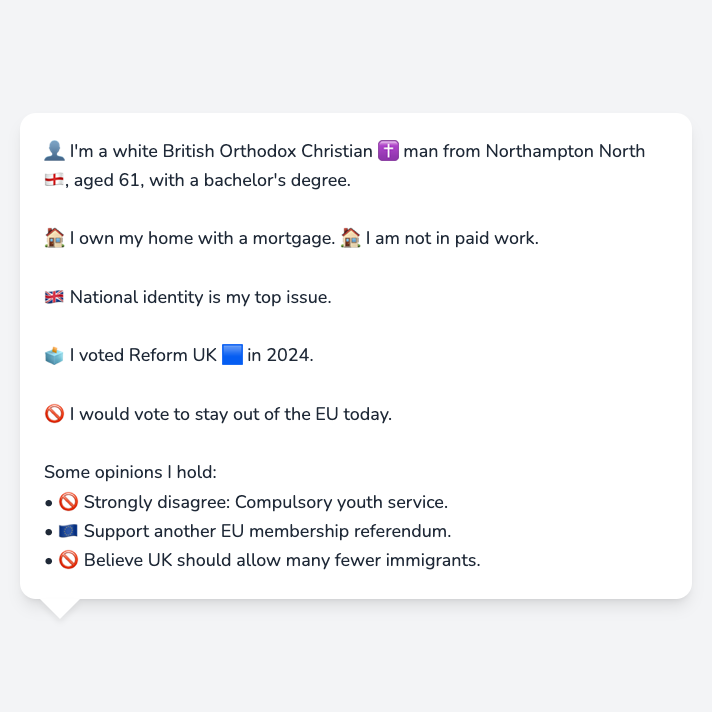 👤 I'm a white British Orthodox Christian ✝️ man from Northampton North
🏴󠁧󠁢󠁥󠁮󠁧󠁿, aged 61, with a bachelor's degree.
🏠 I own my home with a mortgage. 🏠 I am not in paid work.
🇬🇧 National identity is my top issue.
🗳️ I voted Reform UK 🟦 in 2024.
🚫 I would vote to stay out of the EU today.
Some opinions I hold:
• 🚫 Strongly disagree: Compulsory youth service.
• 🇪🇺 Support another EU membership referendum.
• 🚫 Believe UK should allow many fewer immigrants.